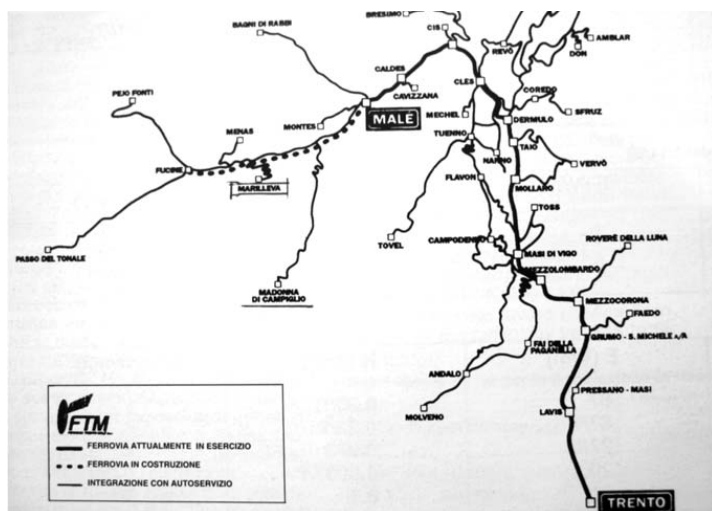 BRESIMO
BAGNI DI RABBI
CIS
REVÒ
AMBLAR
DON
CALDES
CLES
CAVIZZANA
COREDO
PEJO FONTI
MALÉ
MECHEL
DERMULO
SFRUZ
MENAS
MONTES
TUENNO
TAIO
NANNO
VERVÒ
FUCINE
FLAVON
MOLLARO
MARILLEVA
TOSS
TOVEL
CAMPODENNO
ROVERÈ DELLA LUNA
PASSO DEL TONALE
MASI DI VIGO
MEZZOLOMBARDO
MADONNA
DI CAMPIGLIO
MEZZOCORONA
FAEDO
GRUMO - S. MICHELE A/A
FAI DELLA
PAGANELLA
ANDALO
PRESSANO - MASI
MOLVENO
LAVIS
FTM
FERROVIA ATTUALMENTE IN ESERCIZIO
FERROVIA IN COSTRUZIONE
INTEGRAZIONE CON AUTOSERVIZIO
TRENTO